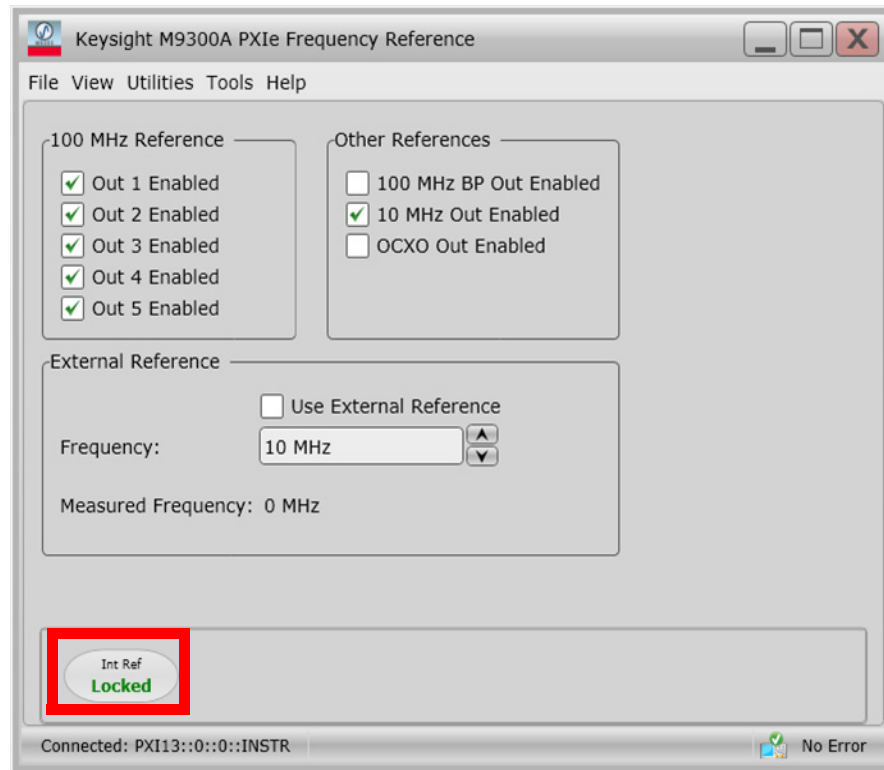 Keysight M9300A PXIe Frequency Reference
File View Utilities Tools Help
100 MHz Reference
Out 1 Enabled
Out 2 Enabled
Out 3 Enabled
Out 4 Enabled
Out 5 Enabled
Other References
100 MHz BP Out Enabled
10 MHz Out Enabled
OCXO Out Enabled
External Reference
Use External Reference
Frequency: 10 MHz
Measured Frequency: 0 MHz
Int Ref
Locked
Connected: PXI13::0::0::INSTR No Error